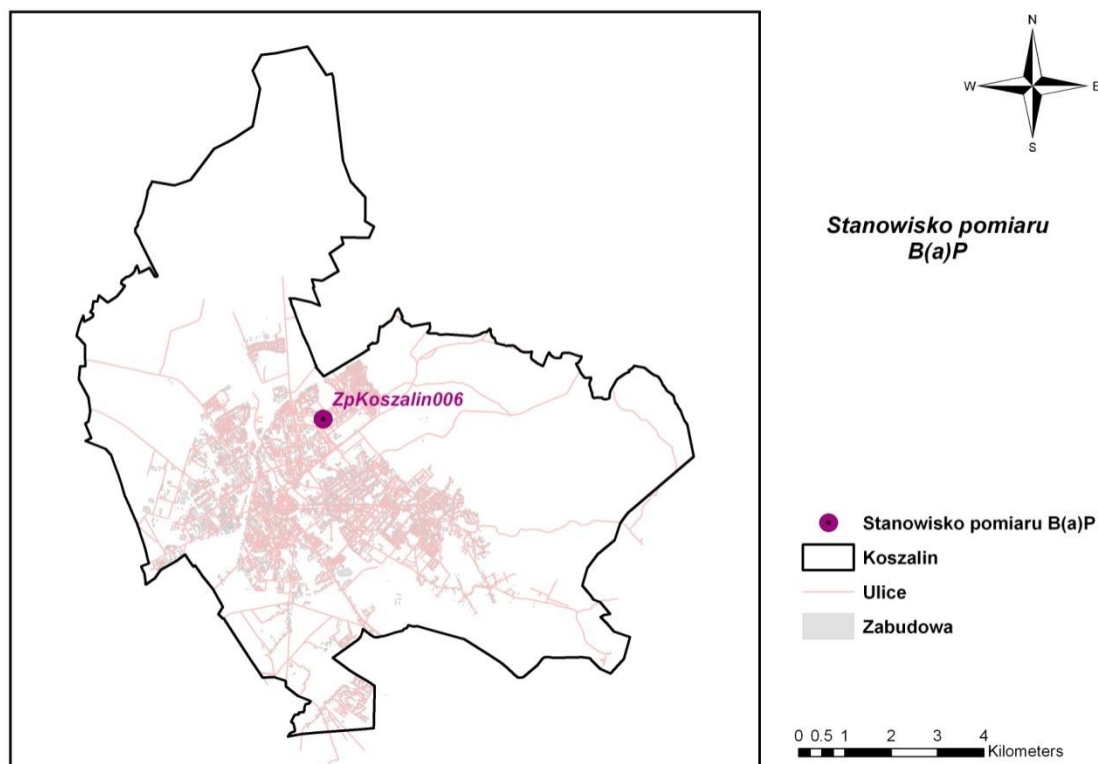 N
W E
S
Stanowisko pomiaru
B(a)P
ZpKoszalin006
Stanowisko pomiaru B(a)P
Koszalin
Ulice
Zabudowa
0 0.5 1 2 3 4
Kilometers